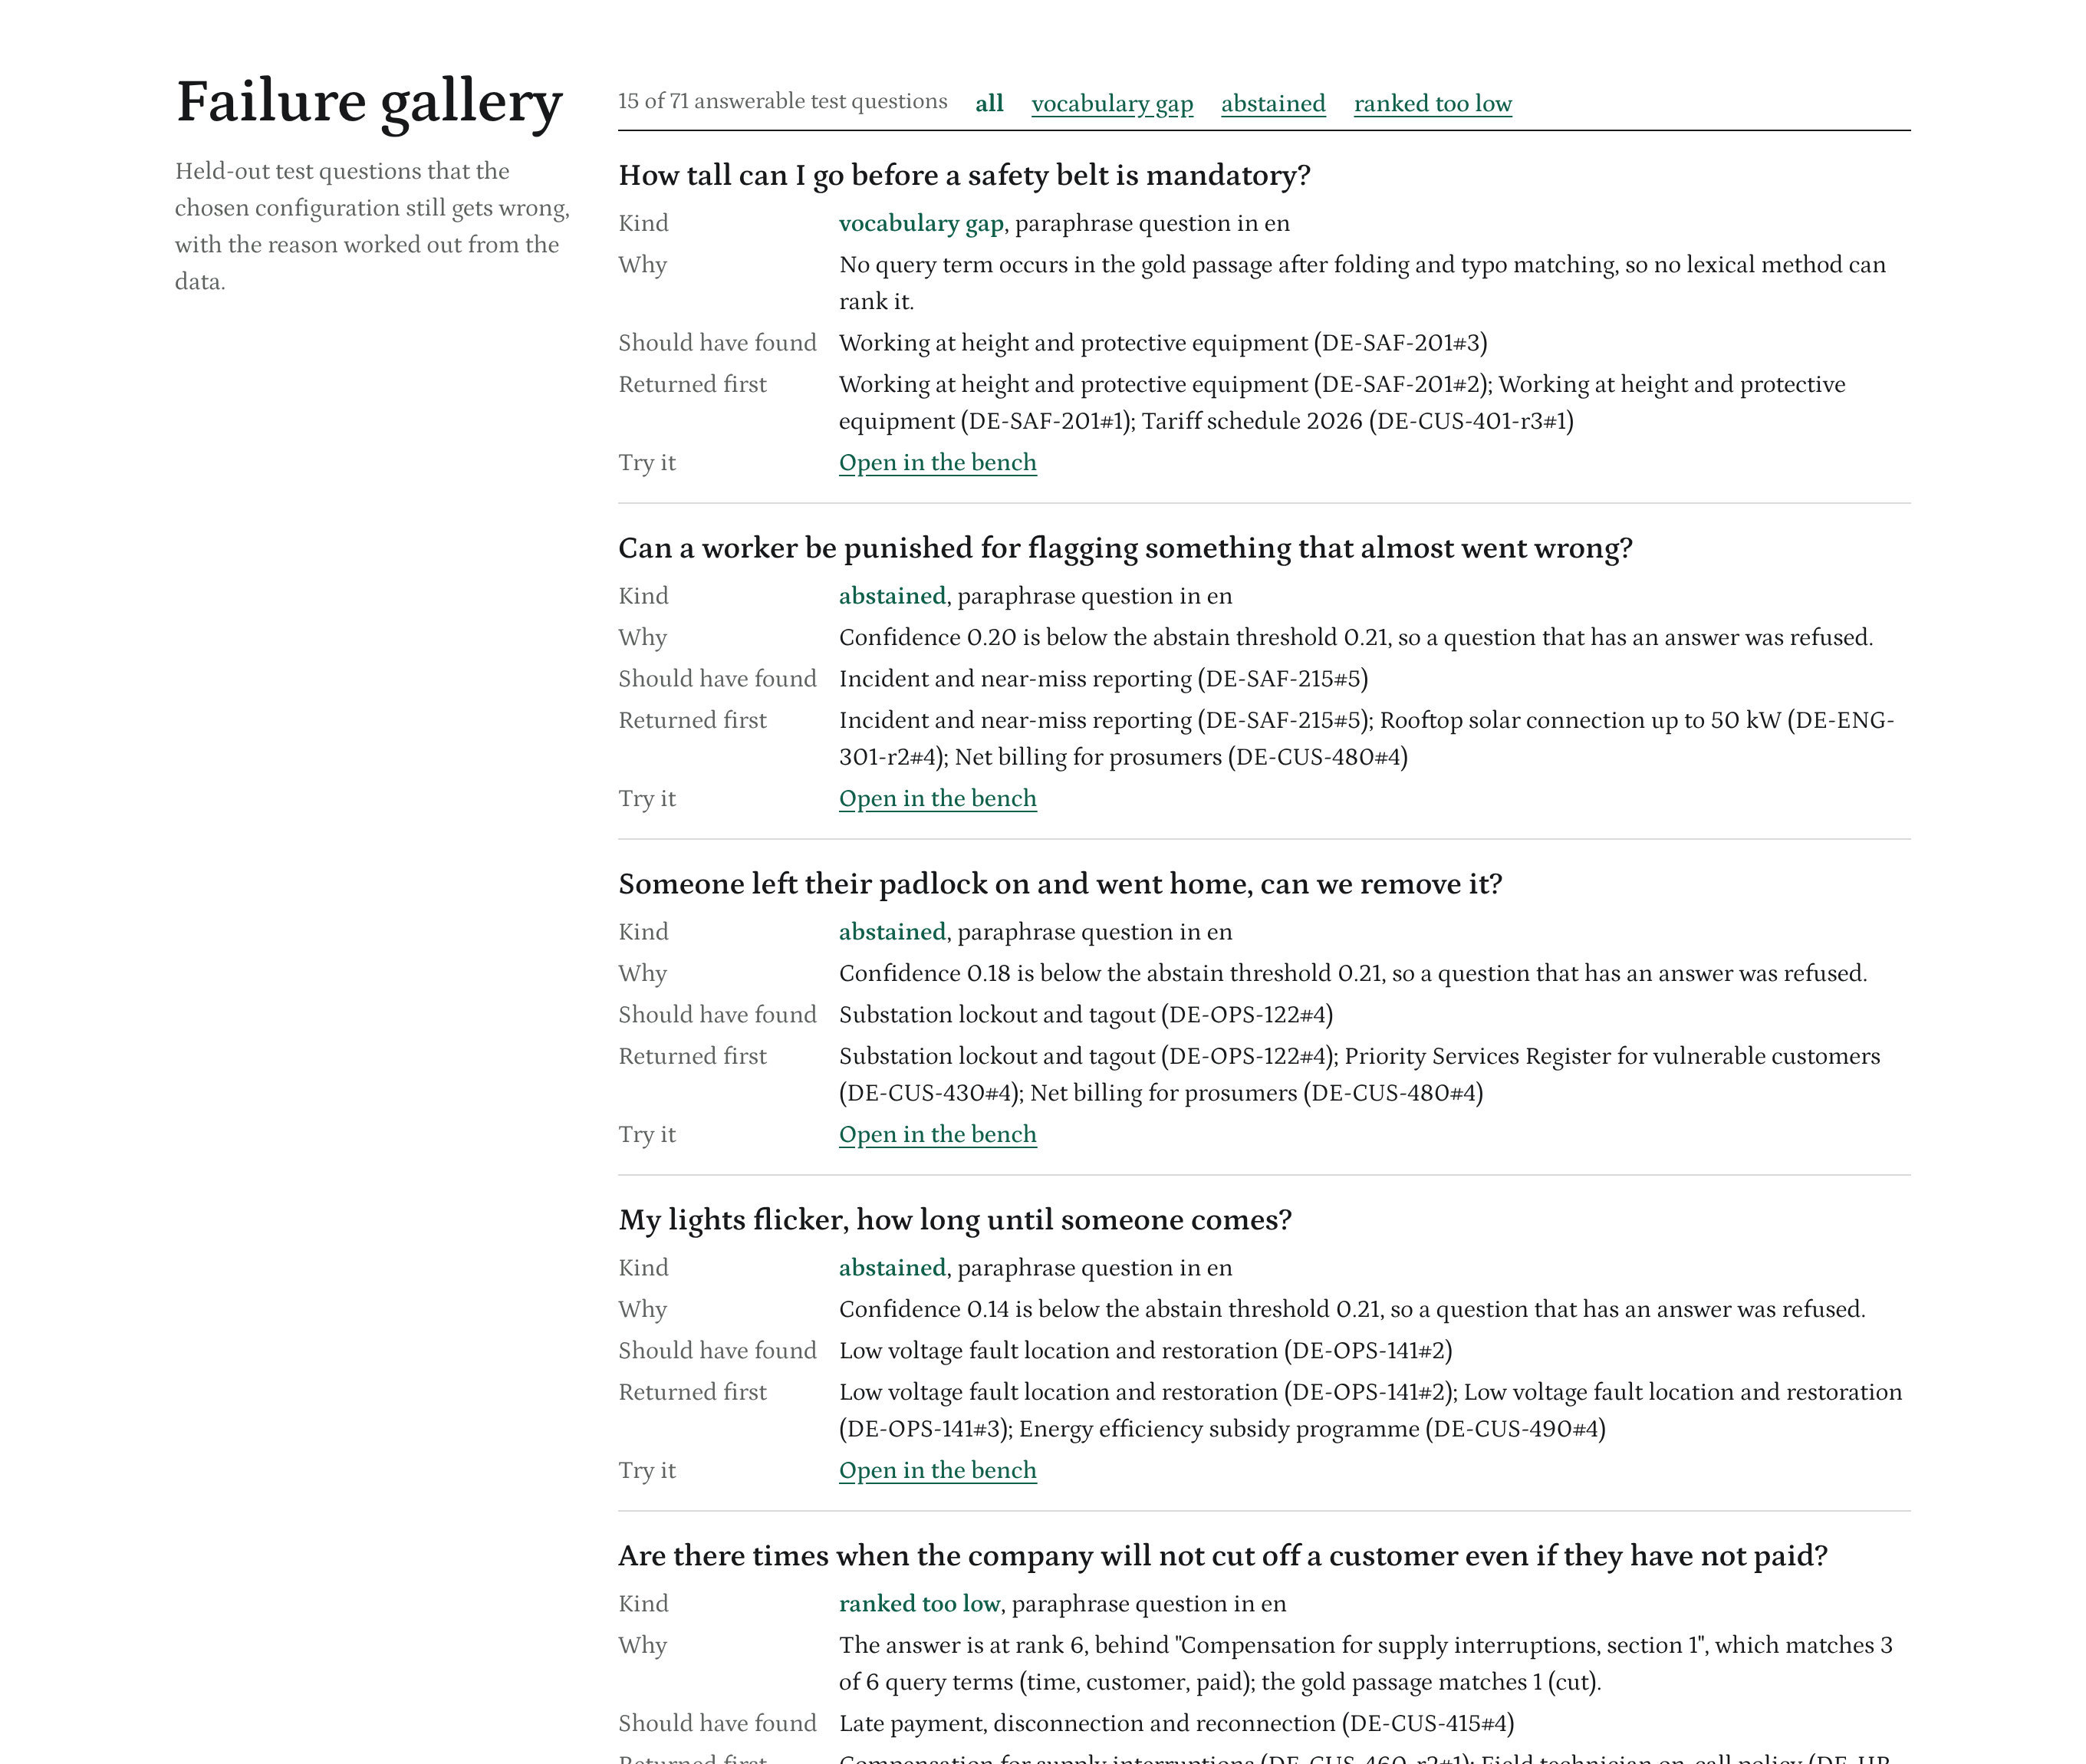 Failure gallery
Held-out test questions that the
chosen configuration still gets wrong,
with the reason worked out from the
data.
15 of 71 answerable test questions all vocabulary gap abstained ranked too low
How tall can I go before a safety belt is mandatory?
Kind vocabulary gap, paraphrase question in en
Why No query term occurs in the gold passage after folding and typo matching, so no lexical method can
rank it.
Should have found Working at height and protective equipment (DE-SAF-201#3)
Returned first Working at height and protective equipment (DE-SAF-201#2); Working at height and protective
equipment (DE-SAF-201#1); Tariff schedule 2026 (DE-CUS-401-r3#1)
Try it Open in the bench
Can a worker be punished for flagging something that almost went wrong?
Kind abstained, paraphrase question in en
Why Confidence 0.20 is below the abstain threshold 0.21, so a question that has an answer was refused.
Should have found Incident and near-miss reporting (DE-SAF-215#5)
Returned first Incident and near-miss reporting (DE-SAF-215#5); Rooftop solar connection up to 50 kW (DE-ENG-
301-r2#4); Net billing for prosumers (DE-CUS-480#4)
Try it Open in the bench
Someone left their padlock on and went home, can we remove it?
Kind abstained, paraphrase question in en
Why Confidence 0.18 is below the abstain threshold 0.21, so a question that has an answer was refused.
Should have found Substation lockout and tagout (DE-OPS-122#4)
Returned first Substation lockout and tagout (DE-OPS-122#4); Priority Services Register for vulnerable customers
(DE-CUS-430#4); Net billing for prosumers (DE-CUS-480#4)
Try it Open in the bench
My lights flicker, how long until someone comes?
Kind abstained, paraphrase question in en
Why Confidence 0.14 is below the abstain threshold 0.21, so a question that has an answer was refused.
Should have found Low voltage fault location and restoration (DE-OPS-141#2)
Returned first Low voltage fault location and restoration (DE-OPS-141#2); Low voltage fault location and restoration
(DE-OPS-141#3); Energy efficiency subsidy programme (DE-CUS-490#4)
Try it Open in the bench
Are there times when the company will not cut off a customer even if they have not paid?
Kind ranked too low, paraphrase question in en
Why The answer is at rank 6, behind "Compensation for supply interruptions, section 1", which matches 3
of 6 query terms (time, customer, paid); the gold passage matches 1 (cut).
Should have found Late payment, disconnection and reconnection (DE-CUS-415#4)
Returned first Compensation for supply interruptions (DE-CUS-460-r2#1); Field technician on-call policy (DE-HR-